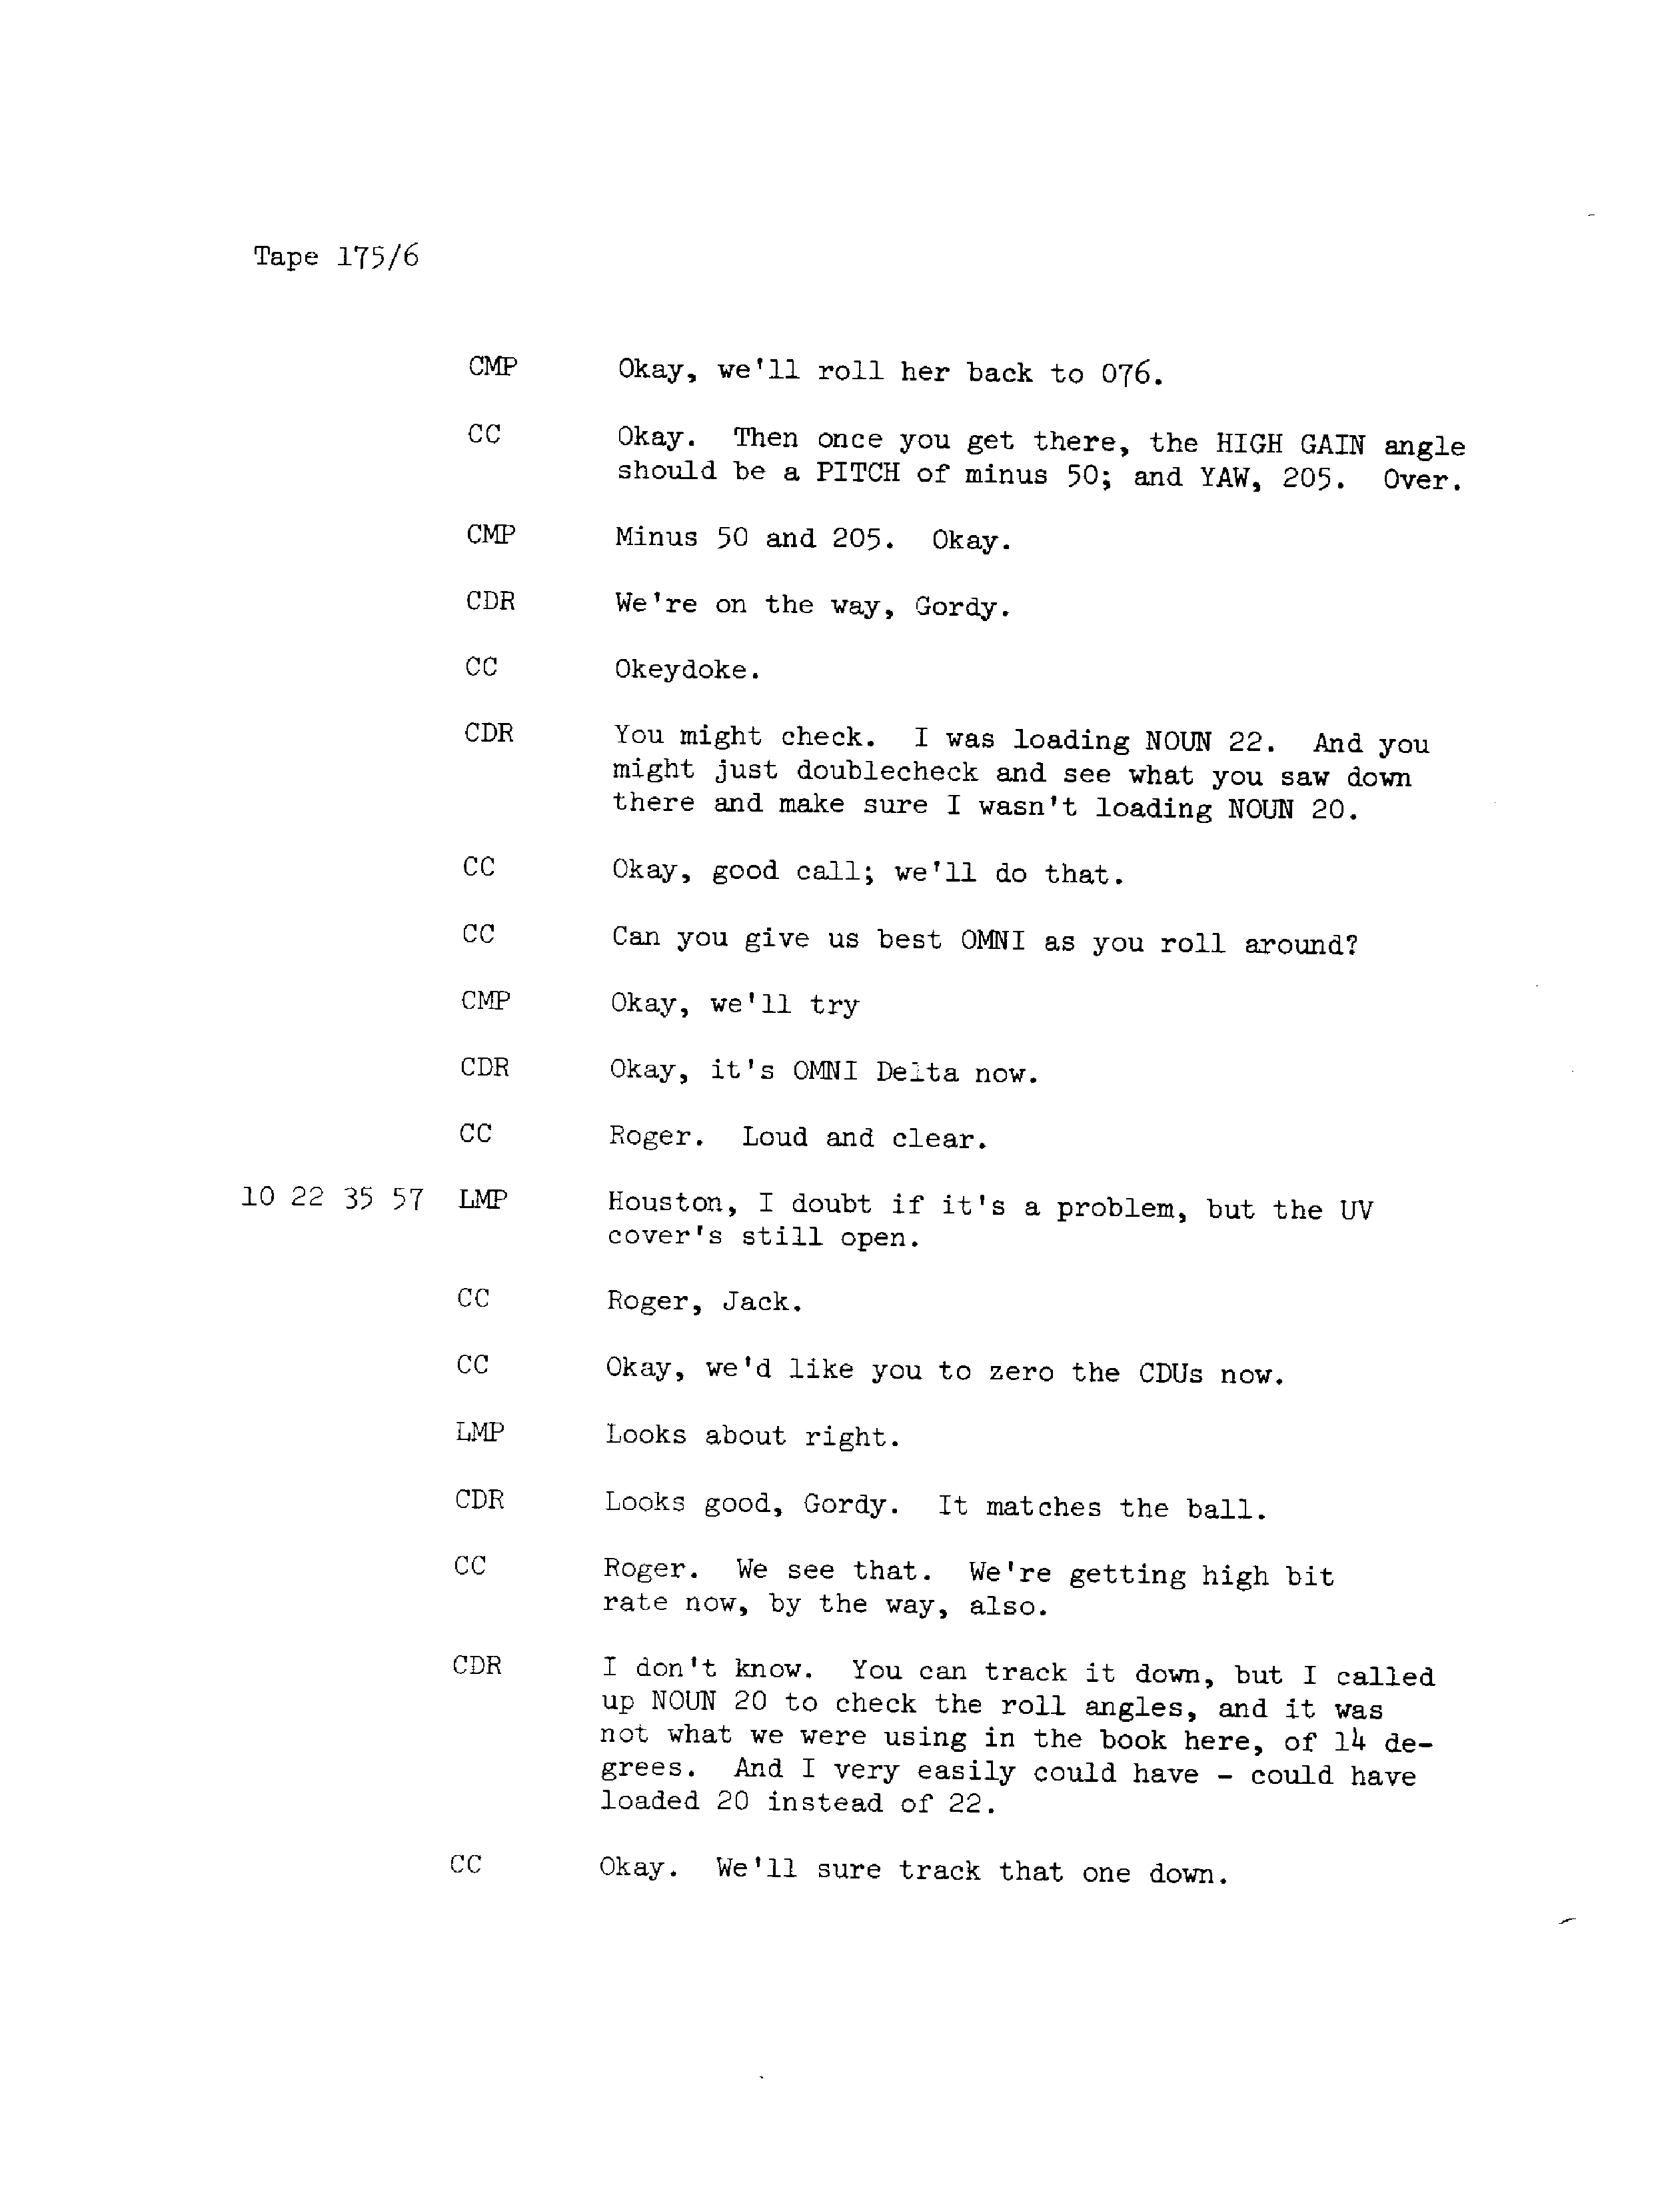 Tape 175/6
CMP Okay, we'll roll her back to 076.
CC Okay. Then once you get there, the HIGH GAIN angle
should be a PITCH of minus 50; and YAW, 205. Over.
CMP Minus 50 and 205. Okay.
CDR We're on the way, Gordy.
CC Okeydoke.
CDR You might check. I was loading NOUN 22. And you
might just doublecheck and see what you saw down
there and make sure I wasn't loading NOUN 20.
CC Okay, good call; we'll do that.
CC Can you give us best OMNI as you roll around?
CMP Okay, we'll try
CDR Okay, it's OMNI Delta now.
CC Roger. Loud and clear.
10 22 35 57 LMP Houston, I doubt if it's a problem, but the UV
cover's still open.
CC Roger, Jack.
CC Okay, we'd like you to zero the CDUs now.
LMP Looks about right.
CDR Looks good, Gordy. It matches the ball.
CC Roger. We see that. We're getting high bit
rate now, by the way, also.
CDR I don't know. You can track it down, but I called
up NOUN 20 to check the roll angles, and it was
not what we were using in the book here, of 14 de-
grees. And I very easily could have - could have
loaded 20 instead of 22.
CC Okay. We'll sure track that one down.